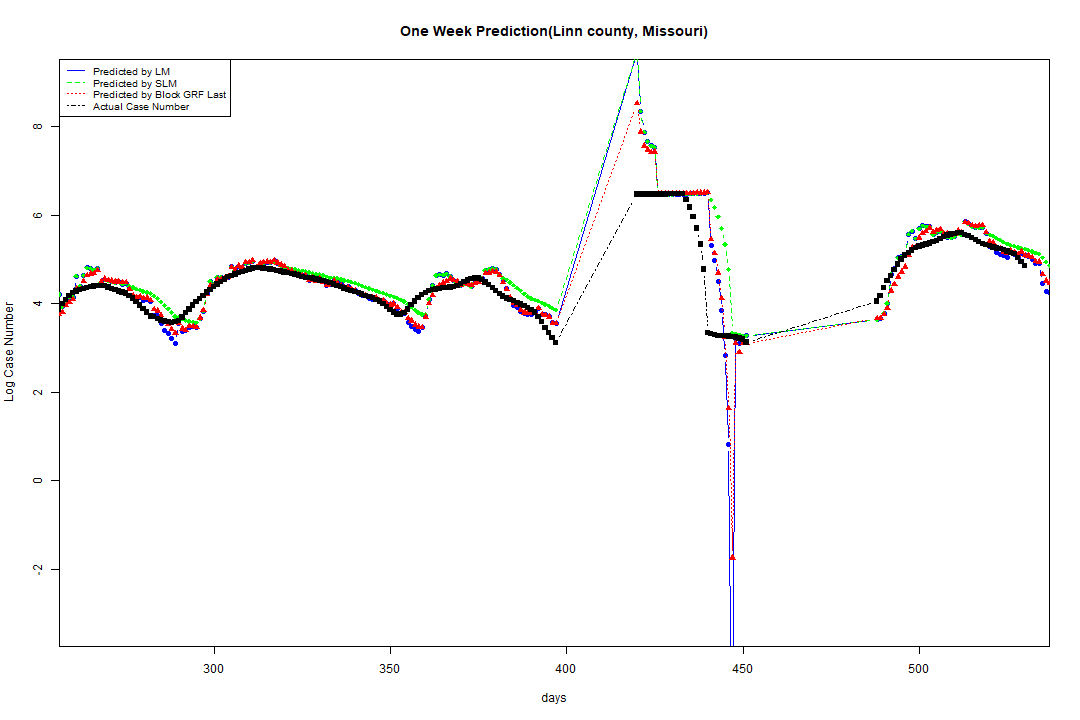 One Week Prediction(Linn county, Missouri)
Predicted by LM
Predicted by SLM
Predicted by Block GRF Last
Actual Case Number
8
6
4
2
0
-2
Log Case Number
300
350
400
450
500
days